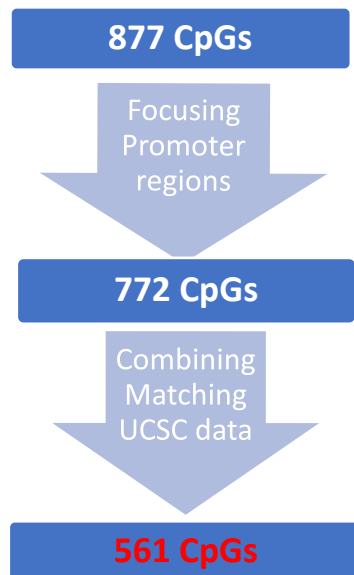 877 CpGs
Focusing
Promoter
regions
772 CpGs
Combining
Matching
UCSC data
561 CpGs